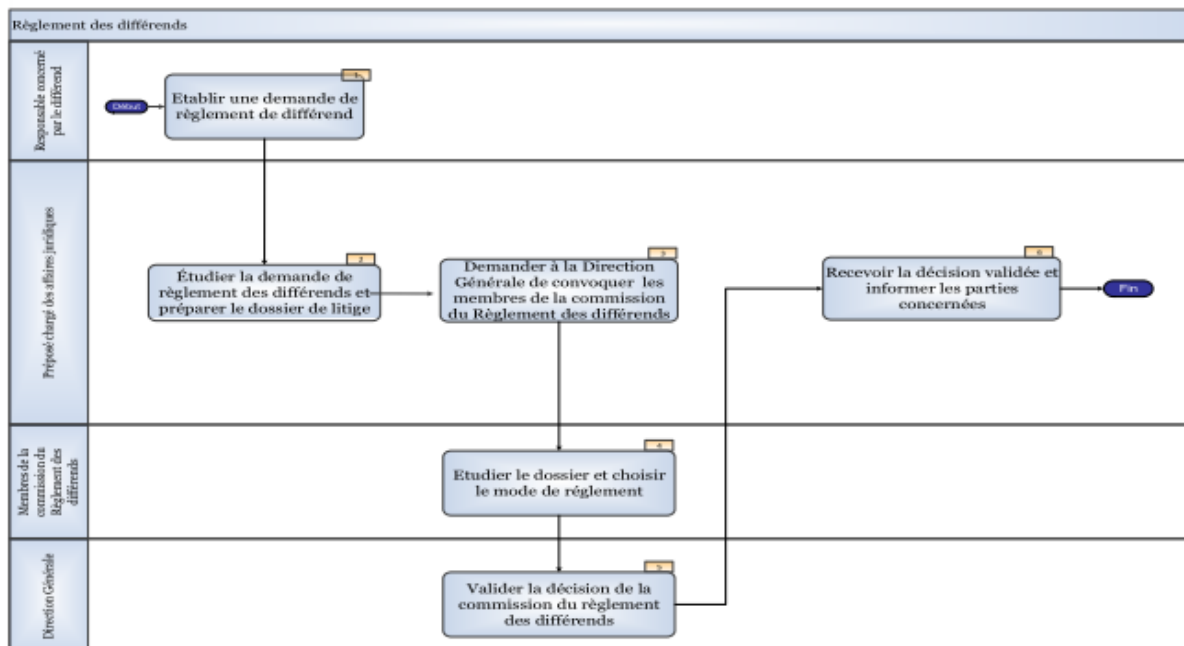 Règlement des différends
Responsable concerné
par le différend
Début
1
Etablir une demande de
règlement de différend
Préposé chargé des affaires juridiques
2
Étudier la demande de
règlement des différends et
préparer le dossier de litige
3
Demander à la Direction
Générale de convoquer les
membres de la commission
du Règlement des différends
6
Recevoir la décision validée et
informer les parties
concernées
Fin
Membres de la
commission du
Règlement des
différends
4
Etudier le dossier et choisir
le mode de réglement
Direction Générale
5
Valider la décision de la
commission du règlement
des différends